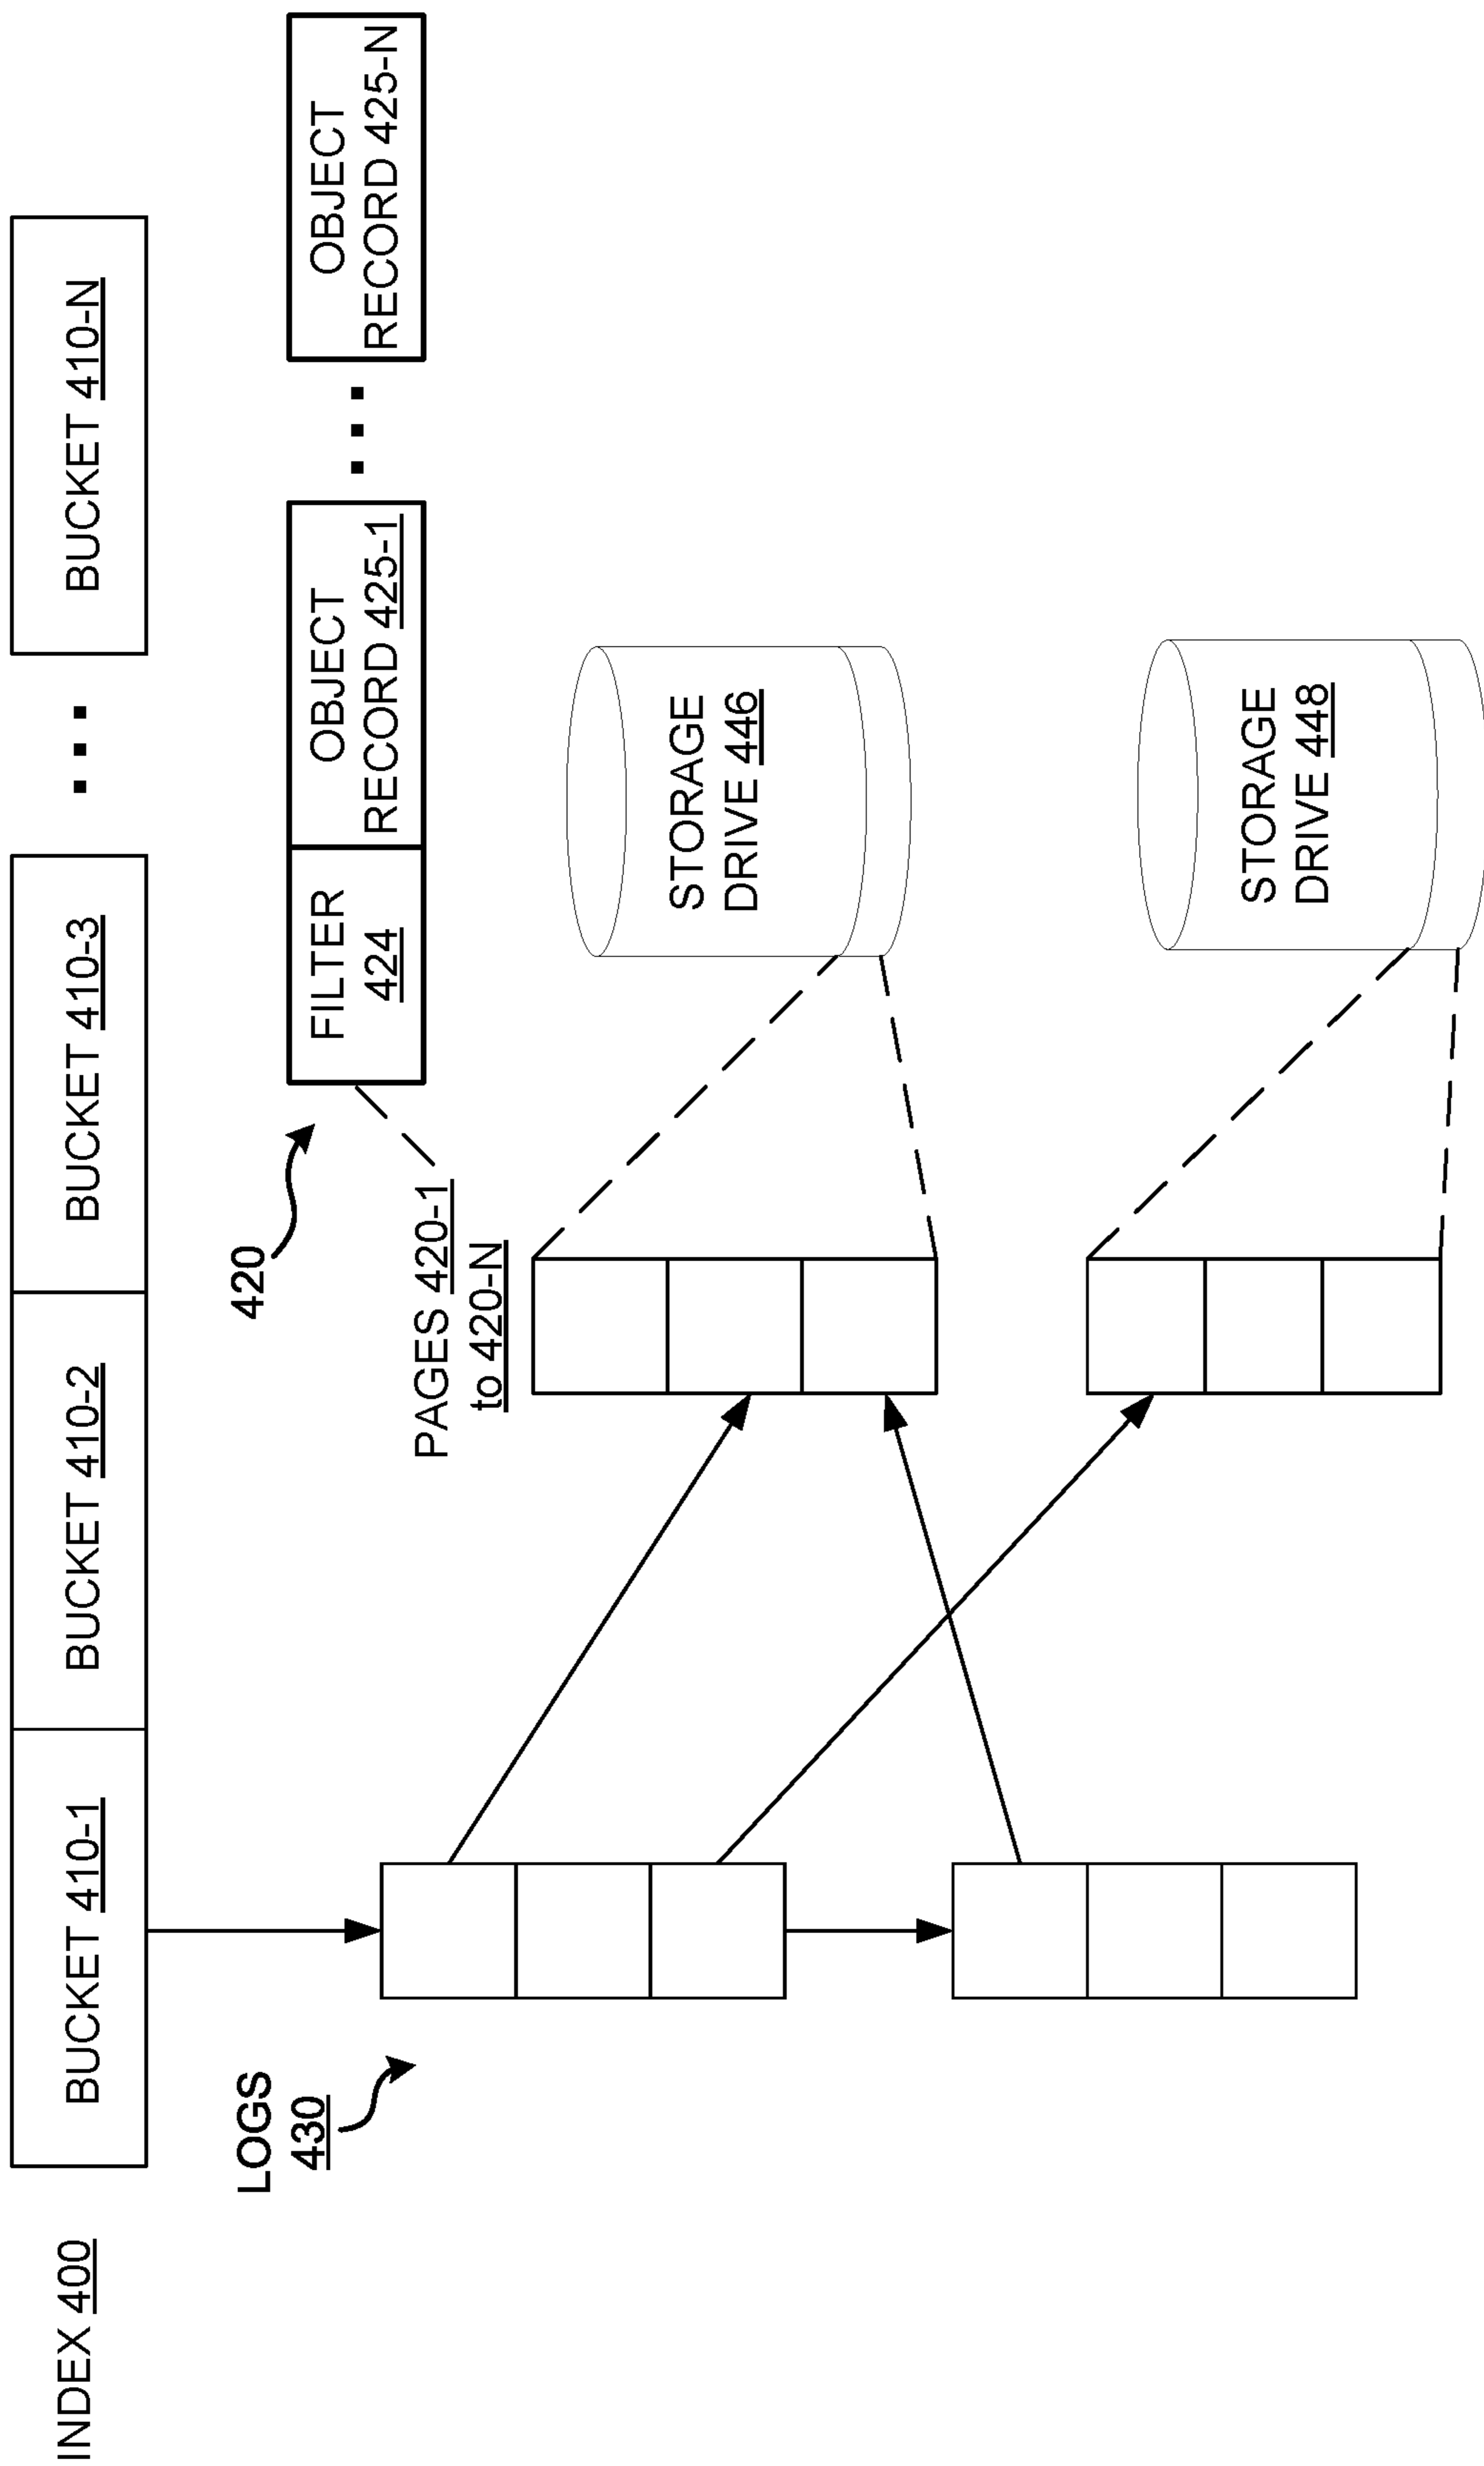 INDEX 400
BUCKET 410-1
BUCKET 410-2
BUCKET 410-3
...
BUCKET 410-N
LOGS
430
420
FILTER
424
OBJECT
RECORD 425-1
...
OBJECT
RECORD 425-N
PAGES 420-1
to 420-N
STORAGE
DRIVE 446
STORAGE
DRIVE 448